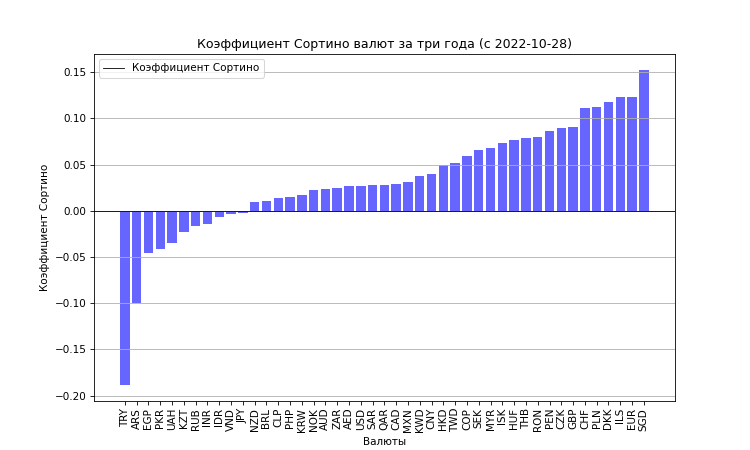 Коэффициент Сортино валют за три года (с 2022-10-28)
Коэффициент Сортино
Коэффициент Сортино
0.15
0.10
0.05
0.00
−0.05
−0.10
−0.15
−0.20
TRY
ARS
EGP
PKR
UAH
KZT
RUB
INR
IDR
VND
JPY
NZD
BRL
CLP
PHP
KRW
NOK
AUD
ZAR
AED
USD
SAR
QAR
CAD
MXN
KWD
CNY
HKD
TWD
COP
SEK
MYR
ISK
HUF
THB
RON
PEN
CZK
GBP
CHF
PLN
DKK
ILS
EUR
SGD
Валюты